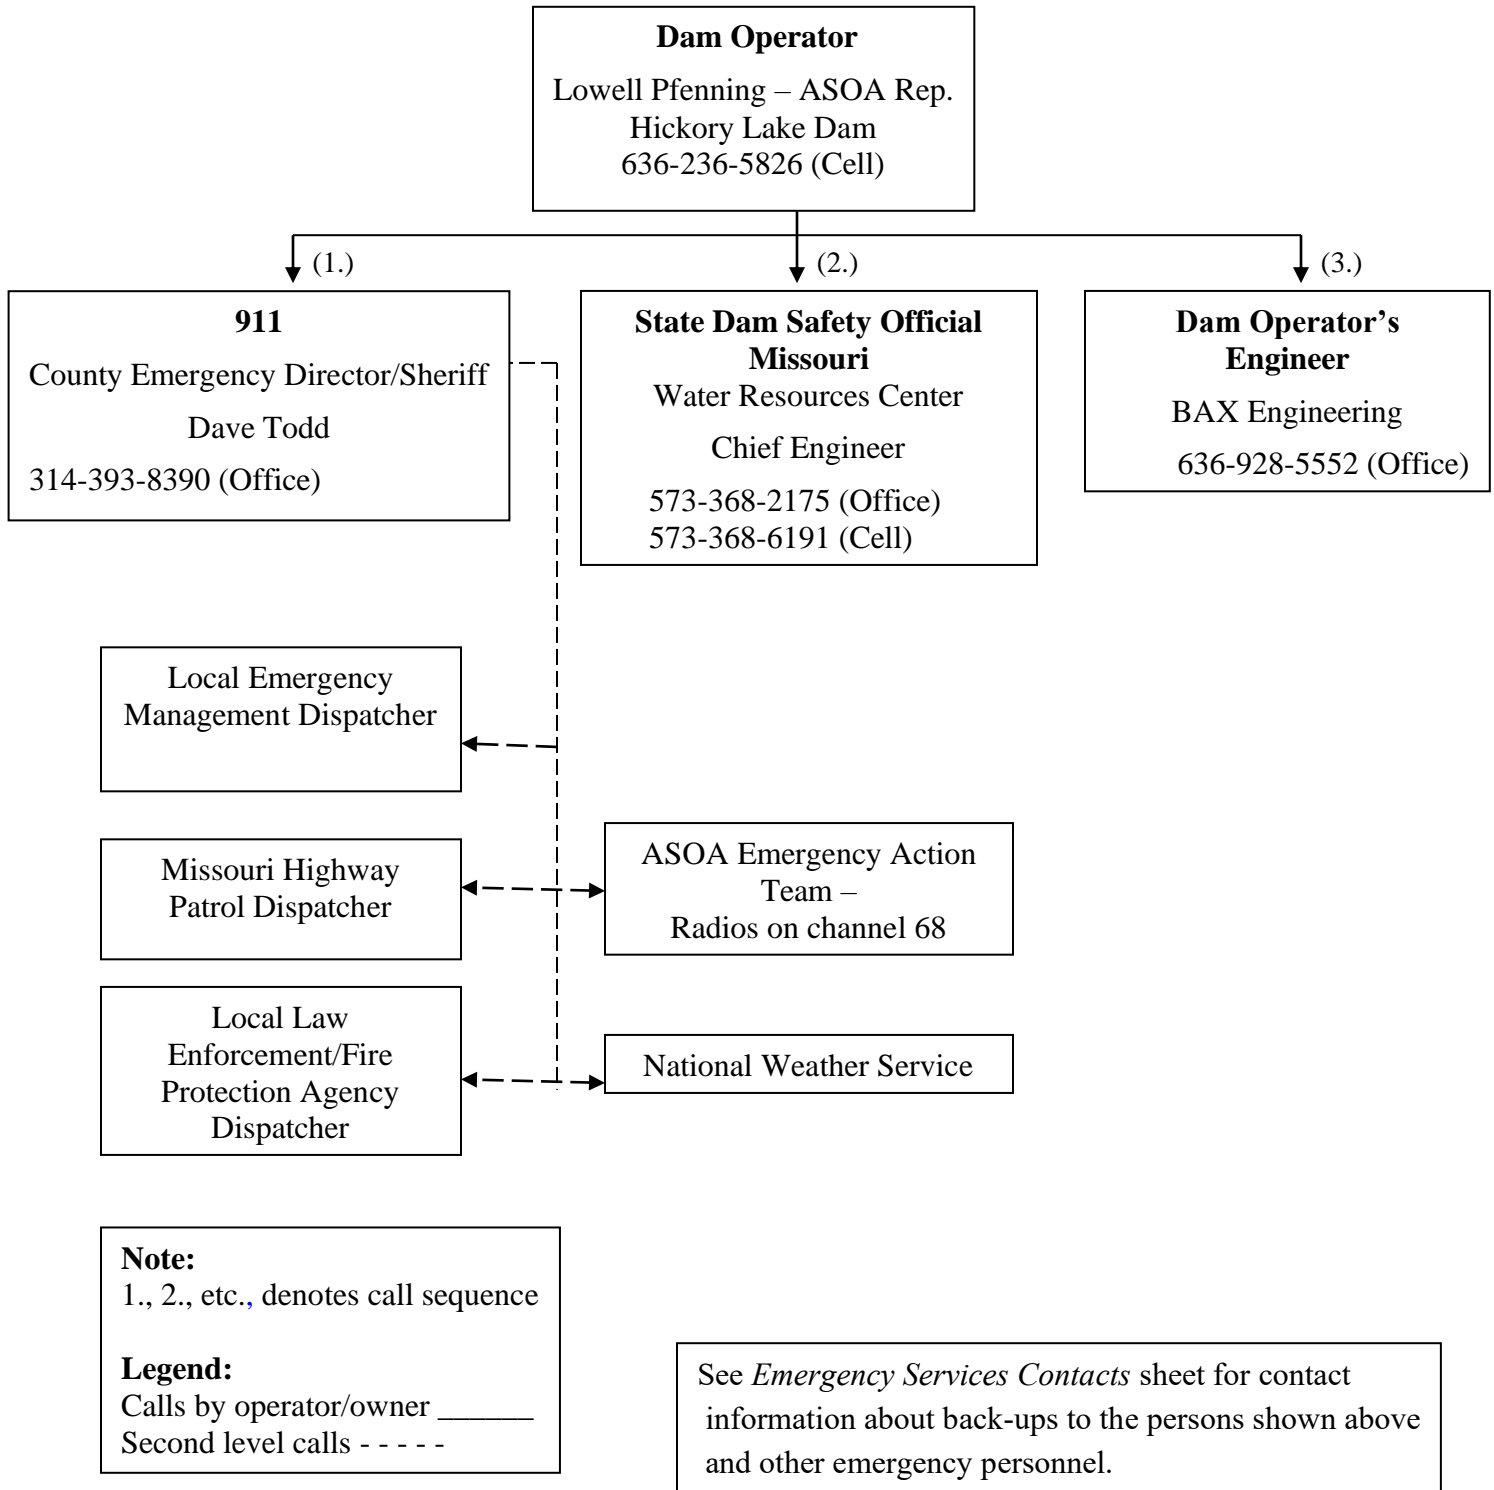 Dam Operator
Lowell Pfenning – ASOA Rep.
Hickory Lake Dam
636-236-5826 (Cell)
(1.)
(2.)
(3.)
911
County Emergency Director/Sheriff
Dave Todd
314-393-8390 (Office)
State Dam Safety Official
Missouri
Water Resources Center
Chief Engineer
573-368-2175 (Office)
573-368-6191 (Cell)
Dam Operator’s
Engineer
BAX Engineering
636-928-5552 (Office)
Local Emergency
Management Dispatcher
Missouri Highway
Patrol Dispatcher
ASOA Emergency Action
Team –
Radios on channel 68
Local Law
Enforcement/Fire
Protection Agency
Dispatcher
National Weather Service
Note:
1., 2., etc., denotes call sequence
Legend:
Calls by operator/owner ______
Second level calls - - - - -
See Emergency Services Contacts sheet for contact
information about back-ups to the persons shown above
and other emergency personnel.